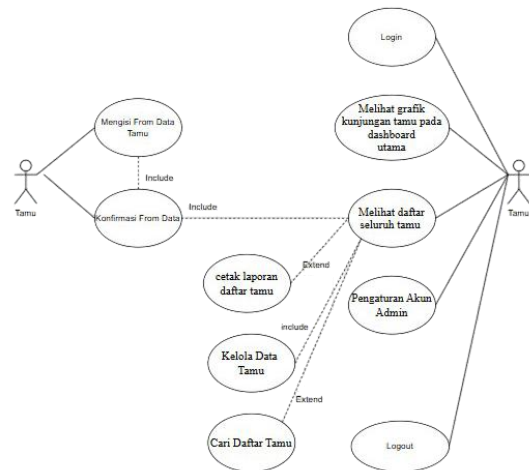 Login
Mengisi From Data
Tamu
Melihat grafik
kunjungan tamu pada
dashboard
utama
Include
Tamu
Konfirmasi From Data
Include
Melihat daftar
seluruh tamu
Tamu
Extend
cetak laporan
daftar tamu
Pengaturan Akun
Admin
include
Kelola Data
Tamu
Extend
Cari Daftar Tamu
Logout